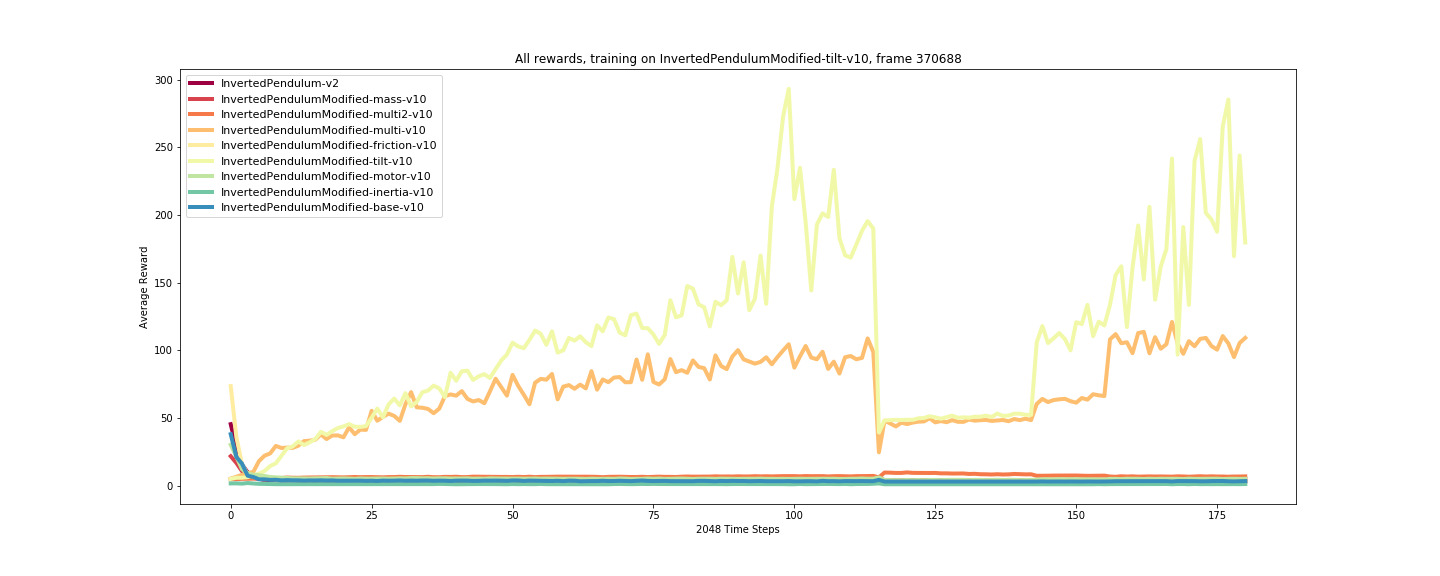 All rewards, training on InvertedPendulumModified-tilt-v10, frame 370688
300
250
200
150
100
50
0
Average Reward
InvertedPendulum-v2
InvertedPendulumModified-mass-v10
InvertedPendulumModified-multi2-v10
InvertedPendulumModified-multi-v10
InvertedPendulumModified-friction-v10
InvertedPendulumModified-tilt-v10
InvertedPendulumModified-motor-v10
InvertedPendulumModified-inertia-v10
InvertedPendulumModified-base-v10
0 25 50 75 100 125 150 175
2048 Time Steps